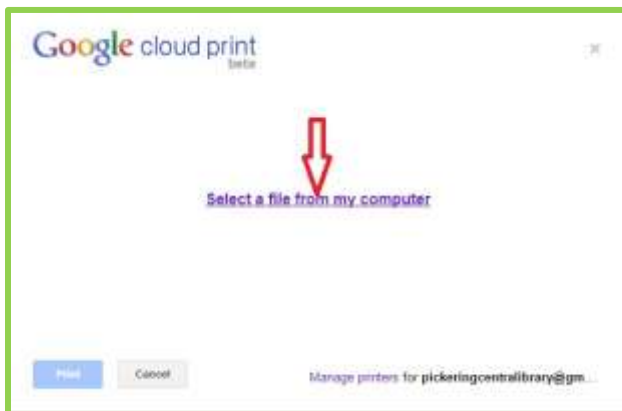 Google cloud print
beta
×
Select a file from my computer
Print
Cancel
Manage printers for pickeringcentrallibrary@gm...